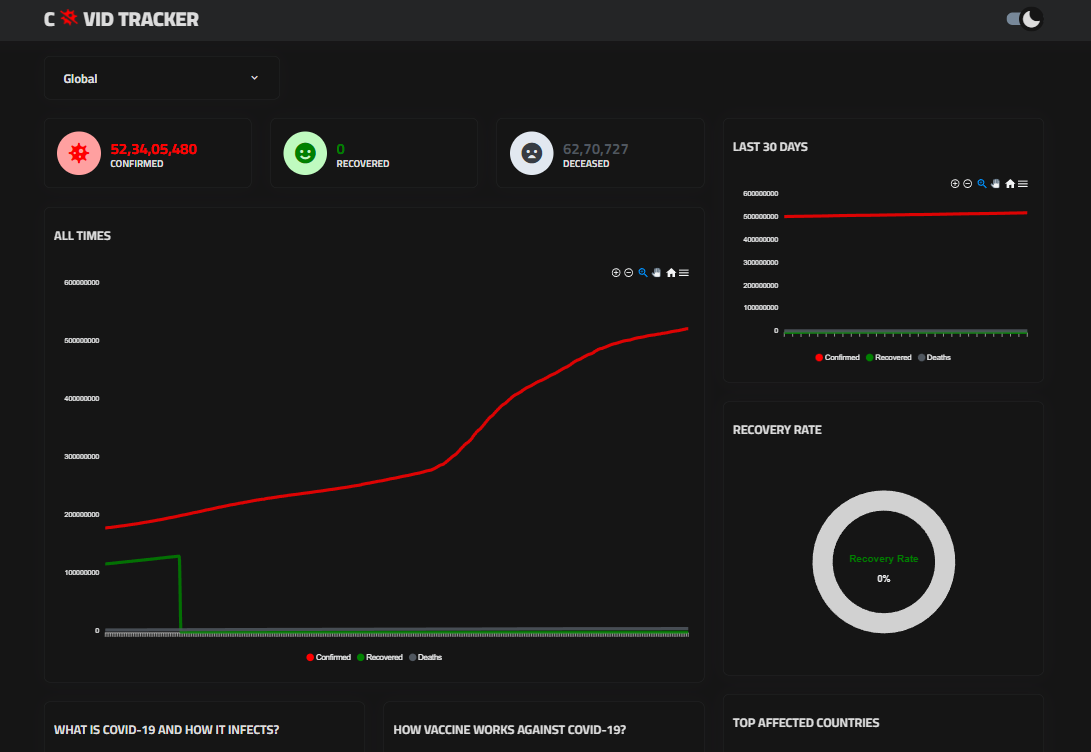 C VID TRACKER
Global
52,34,05,480
CONFIRMED
0
RECOVERED
62,70,727
DECEASED
LAST 30 DAYS
600000000
500000000
400000000
300000000
200000000
100000000
0
Confirmed Recovered Deaths
ALL TIMES
600000000
500000000
400000000
300000000
200000000
100000000
0
Confirmed Recovered Deaths
RECOVERY RATE
Recovery Rate
0%
WHAT IS COVID-19 AND HOW IT INFECTS?
HOW VACCINE WORKS AGAINST COVID-19?
TOP AFFECTED COUNTRIES